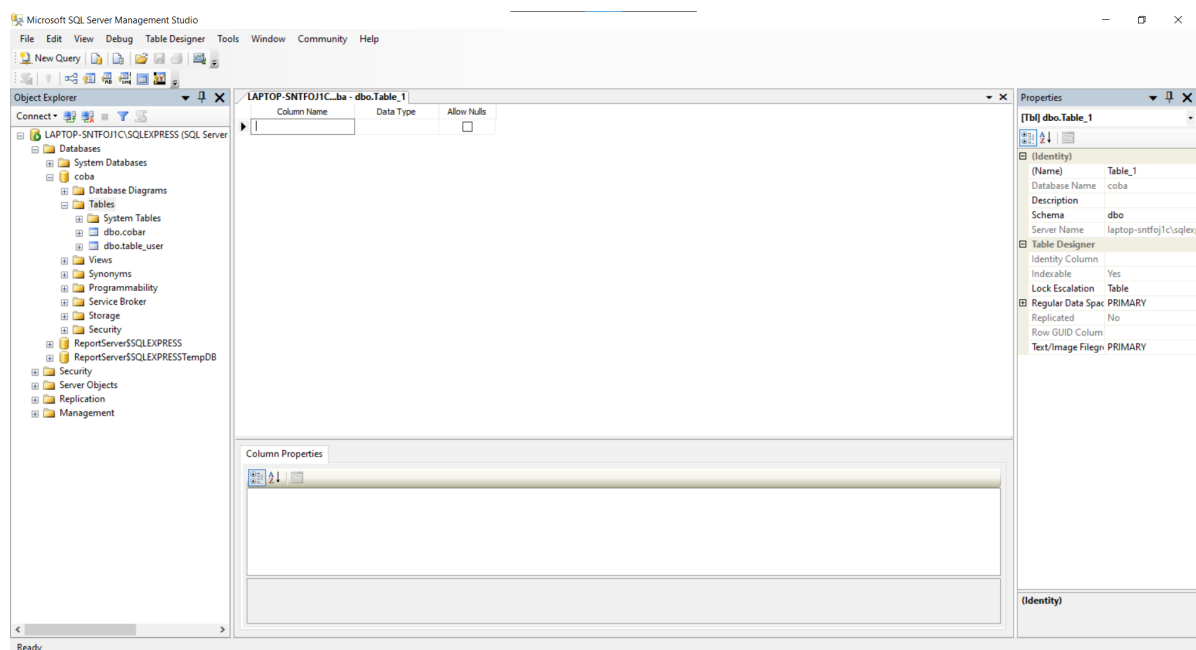 Microsoft SQL Server Management Studio
File Edit View Debug Table Designer Tools Window Community Help
New Query
Object Explorer
Connect
LAPTOP-SNTFOJ1C\SQLEXPRESS (SQL Server
Databases
System Databases
coba
Database Diagrams
Tables
System Tables
dbo.cobar
dbo.table_user
Views
Synonyms
Programmability
Service Broker
Storage
Security
ReportServer$SQLEXPRESS
ReportServer$SQLEXPRESSTempDB
Security
Server Objects
Replication
Management
LAPTOP-SNTFOJ1C...ba - dbo.Table_1
Column Name Data Type Allow Nulls
Column Properties
Properties
[Tbl] dbo.Table_1
(Identity)
(Name) Table_1
Database Name coba
Description
Schema dbo
Server Name laptop-sntfoj1c\sqlex
Table Designer
Identity Column
Indexable Yes
Lock Escalation Table
Regular Data Spac PRIMARY
Replicated No
Row GUID Colum
Text/Image Filegr PRIMARY
(Identity)
Ready